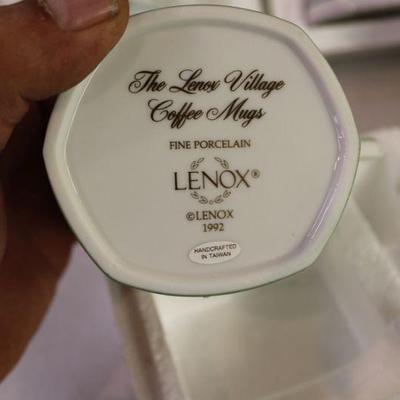 The Lenox Village
Coffee Mugs
FINE PORCELAIN
LENOX®
©LENOX
1992
HANDCRAFTED
IN TAIWAN